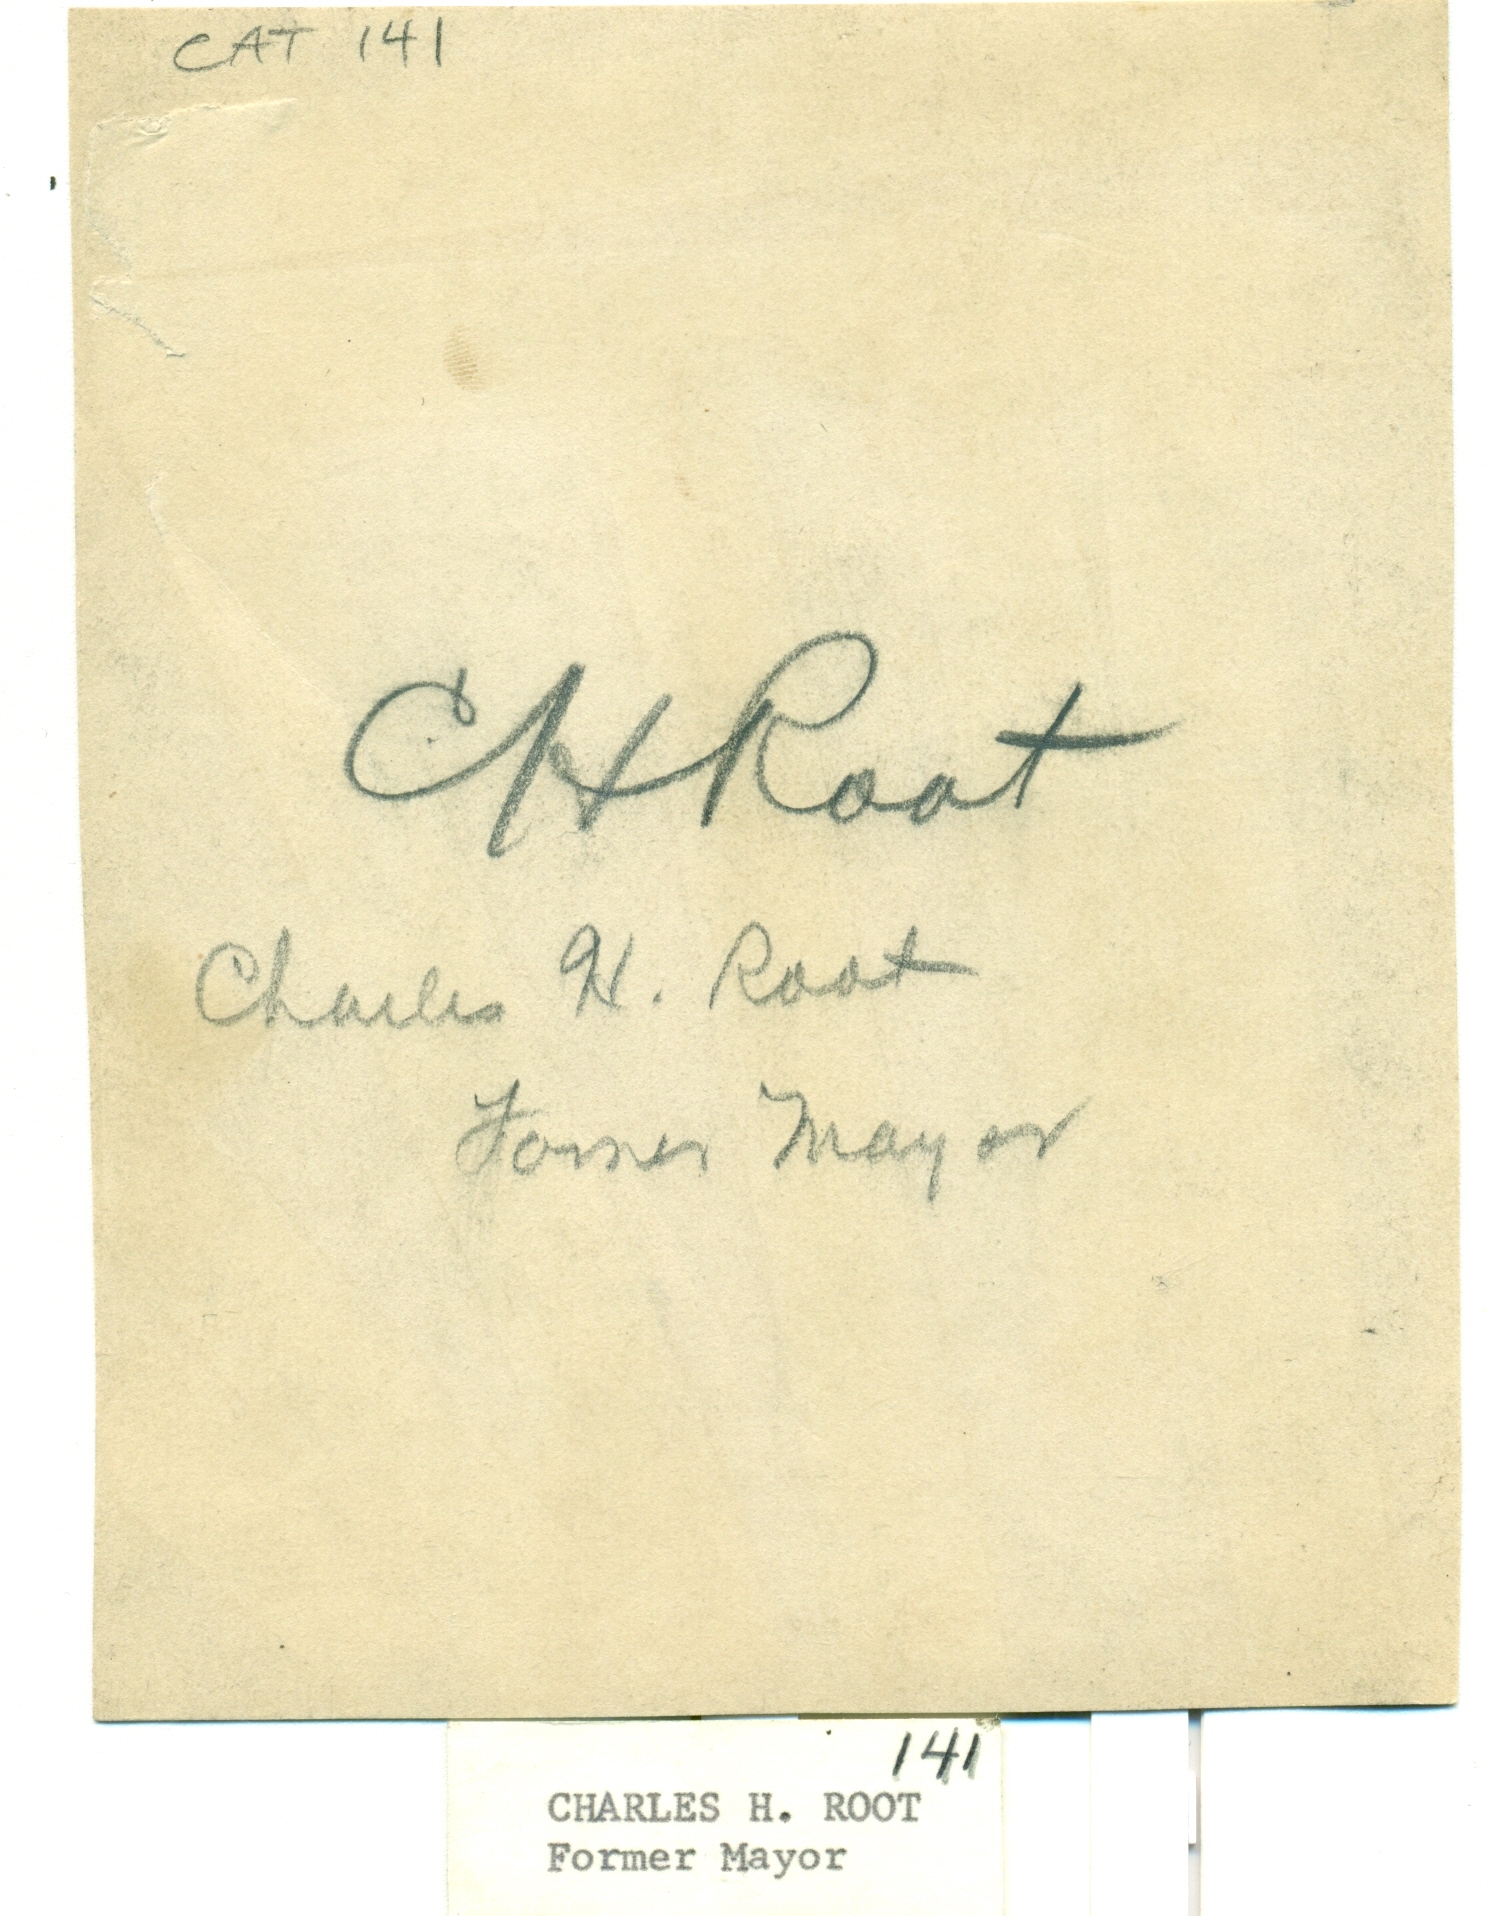 CAT 141
CH Root
Charles H. Root
Former Mayor
141
CHARLES H. ROOT
Former Mayor